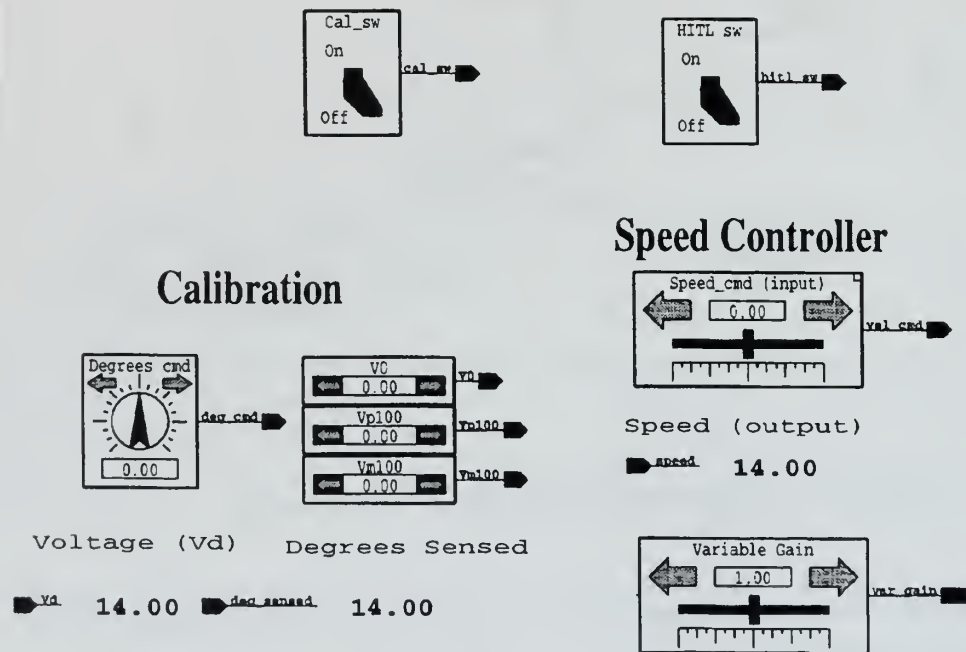 Cal_sw
On
Off
cal_sw
HITL sw
On
Off
hitl_sw
Calibration
Degrees cmd
0.00
deg_cmd
V0
0.00
V0
Vp100
0.00
Vp100
Vm100
0.00
Vm100
Voltage (Vd)
Vd
14.00
Degrees Sensed
deg_sensed
14.00
Speed Controller
Speed_cmd (input)
0.00
val_cmd
Speed (output)
speed
14.00
Variable Gain
1.00
var_gain